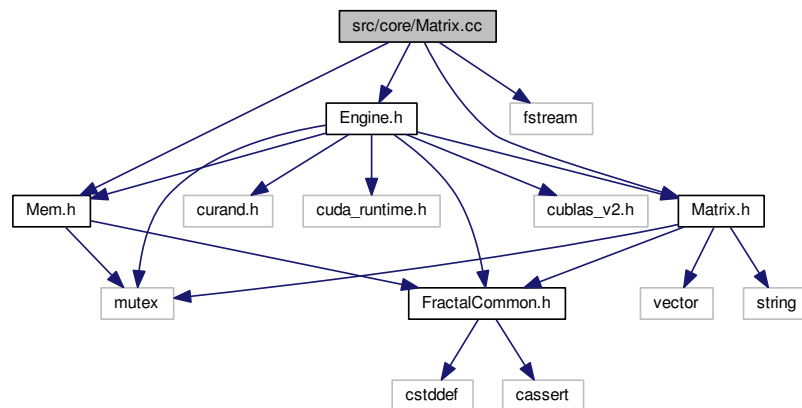 src/core/Matrix.cc
Engine.h
fstream
Mem.h
curand.h
cuda_runtime.h
cublas_v2.h
Matrix.h
mutex
FractalCommon.h
vector
string
cstddef
cassert